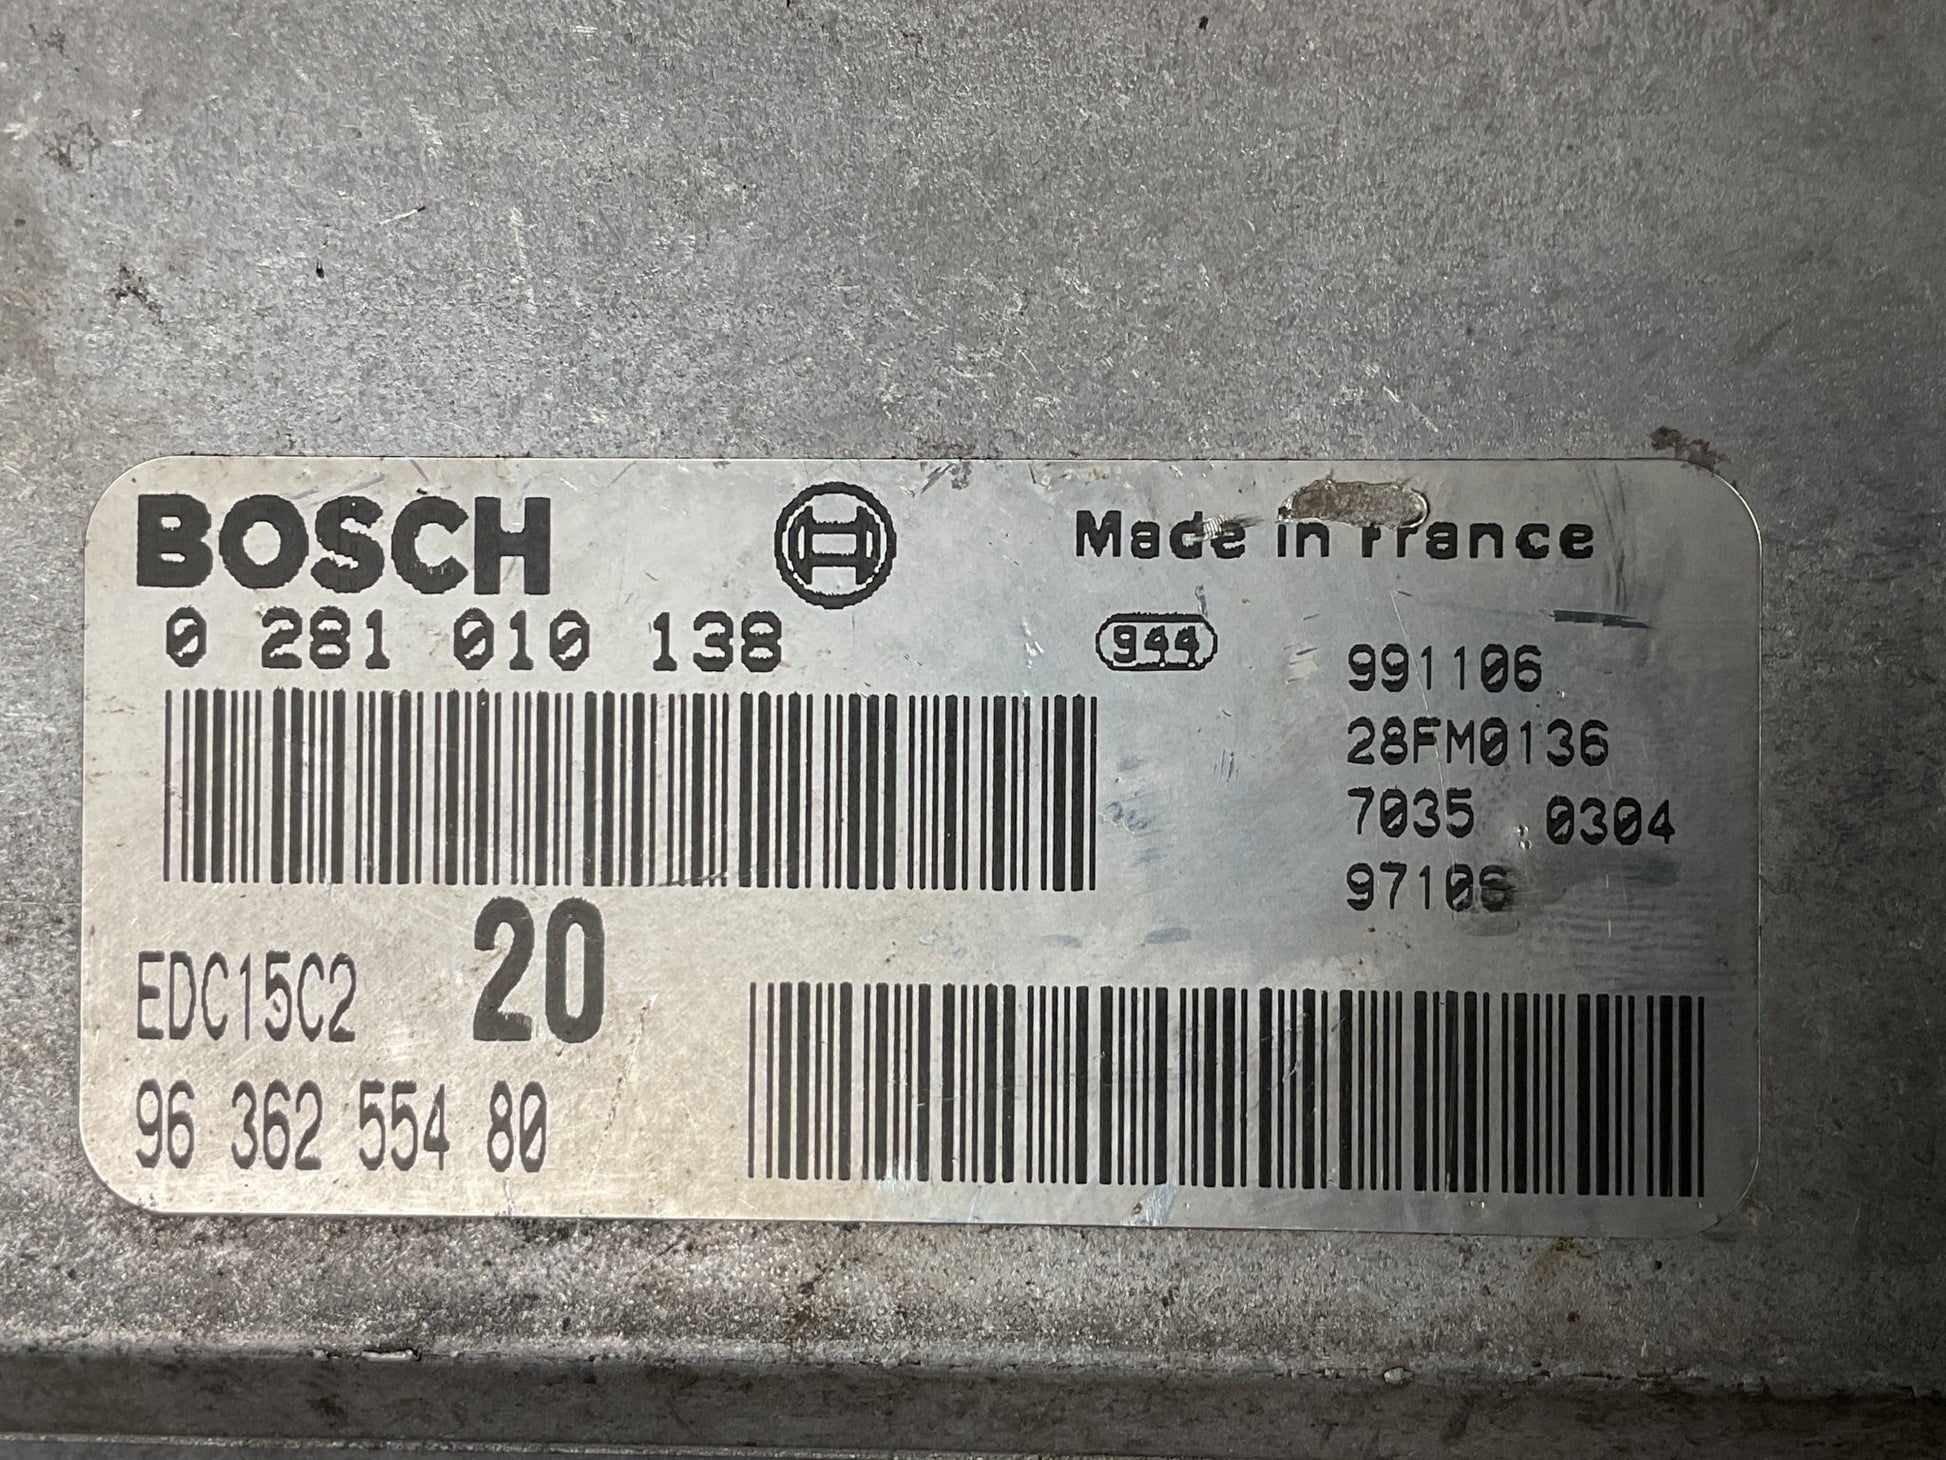 BOSCH
Made in France
0 281 010 138
944
991106
28FM0136
7035 0304
97106
EDC15C2
20
96 362 554 80